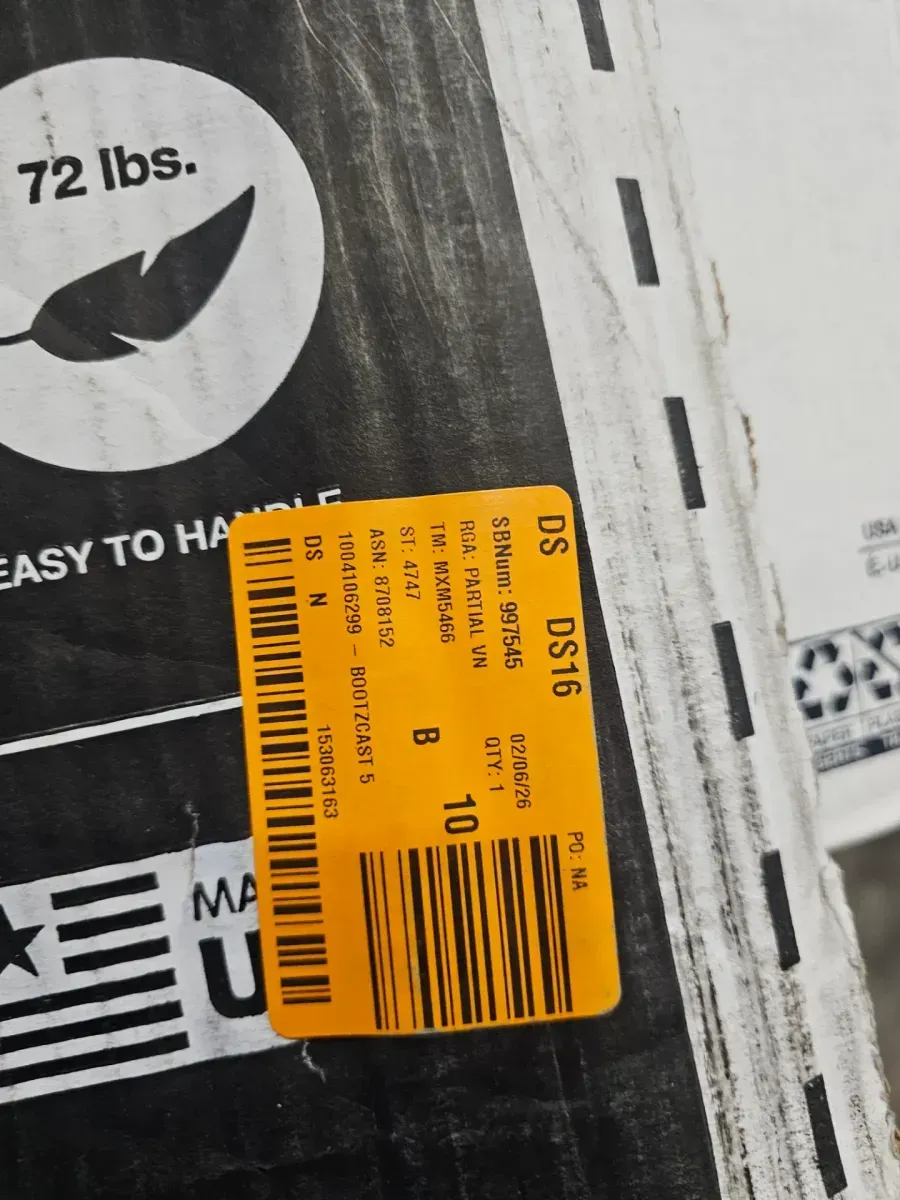 72 lbs.
EASY TO HANDLE
DS DS16
PO: NA
SBNum: 997545 02/06/26
RGA: PARTIAL VN QTY: 1
TM: MXM5466
10
ST: 4747 B
ASN: 8708152
1004106299 - BOOTZCAST 5
DS N 153063163
MA
U
USA
E-U